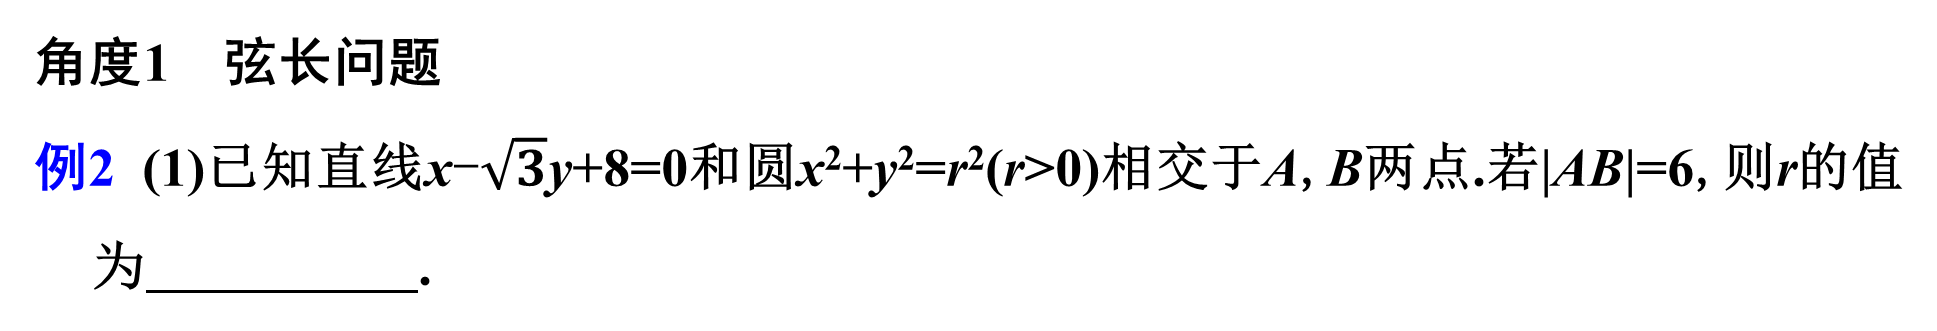 角度1　弦长问题
例2 (1)已知直线x−√3y+8=0和圆x²+y²=r²(r>0)相交于A, B两点.若|AB|=6, 则r的值
为__________.